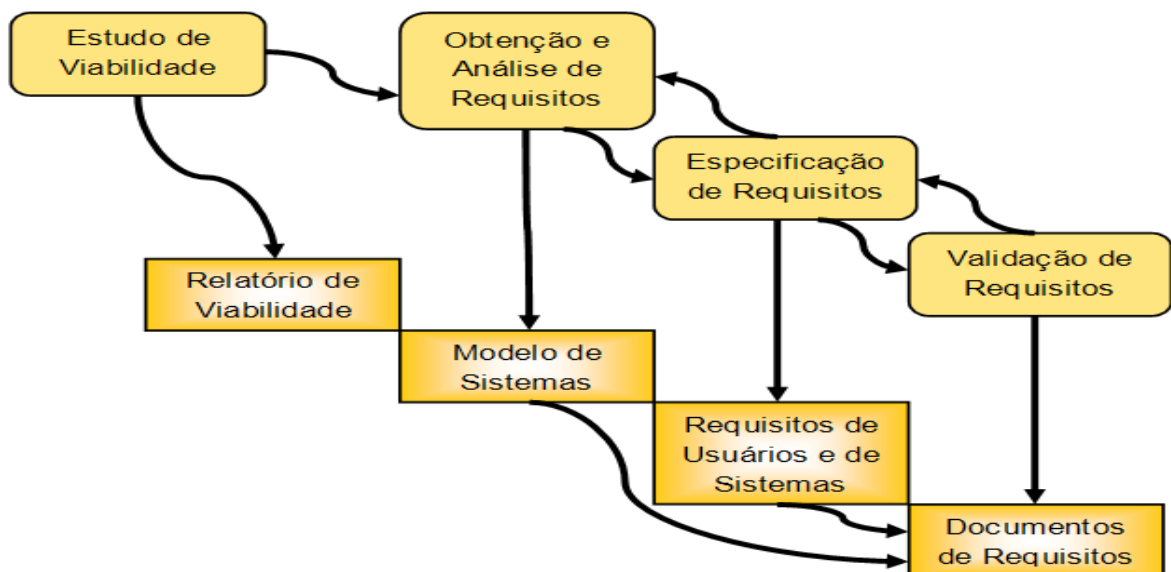 Estudo de
Viabilidade
Obtenção e
Análise de
Requisitos
Especificação
de Requisitos
Validação de
Requisitos
Relatório de
Viabilidade
Modelo de
Sistemas
Requisitos de
Usuários e de
Sistemas
Documentos
de Requisitos